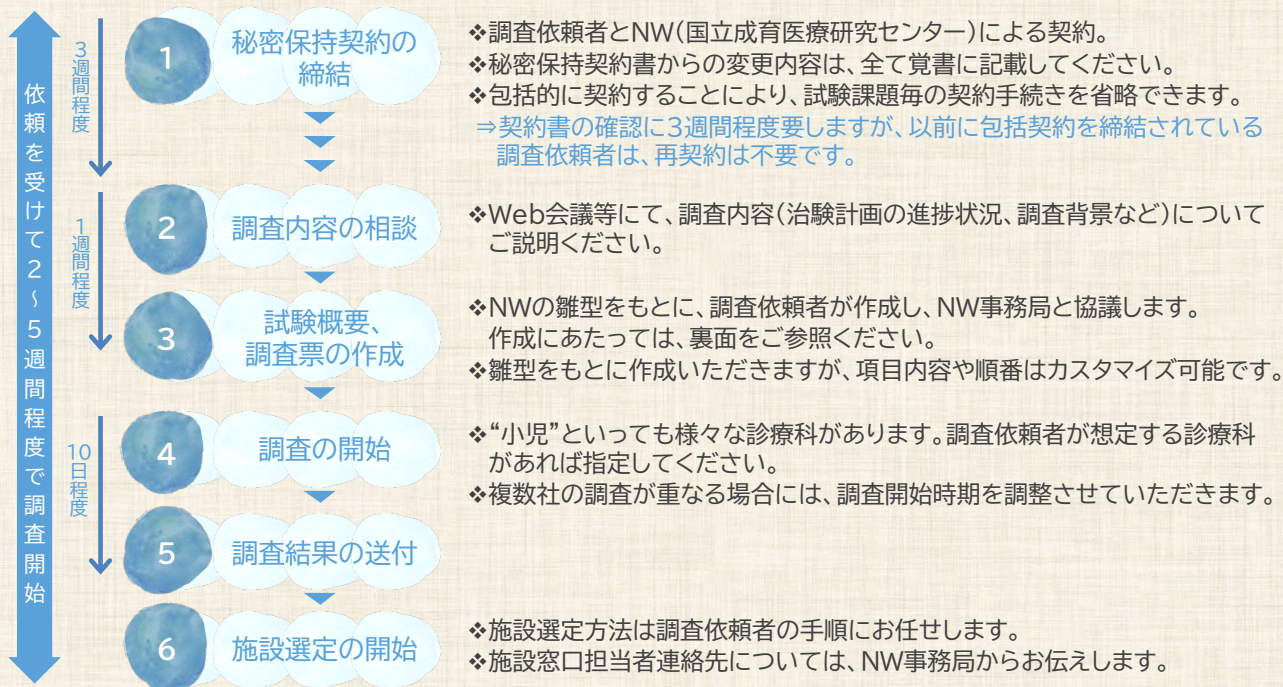 依頼を受けて2～5週間程度で調査開始
3週間程度
1
秘密保持契約の
締結
❖調査依頼者とNW(国立成育医療研究センター)による契約。
❖秘密保持契約書からの変更内容は、全て覚書に記載してください。
❖包括的に契約することにより、試験課題毎の契約手続きを省略できます。
⇒契約書の確認に3週間程度要しますが、以前に包括契約を締結されている
調査依頼者は、再契約は不要です。
1週間程度
2
調査内容の相談
❖Web会議等にて、調査内容(治験計画の進捗状況、調査背景など)について
ご説明ください。
3
試験概要、
調査票の作成
❖NWの雛型をもとに、調査依頼者が作成し、NW事務局と協議します。
作成にあたっては、裏面をご参照ください。
❖雛型をもとに作成いただきますが、項目内容や順番はカスタマイズ可能です。
10日程度
4
調査の開始
❖“小児”といっても様々な診療科があります。調査依頼者が想定する診療科
があれば指定してください。
❖複数社の調査が重なる場合には、調査開始時期を調整させていただきます。
5
調査結果の送付
6
施設選定の開始
❖施設選定方法は調査依頼者の手順にお任せします。
❖施設窓口担当者連絡先については、NW事務局からお伝えします。